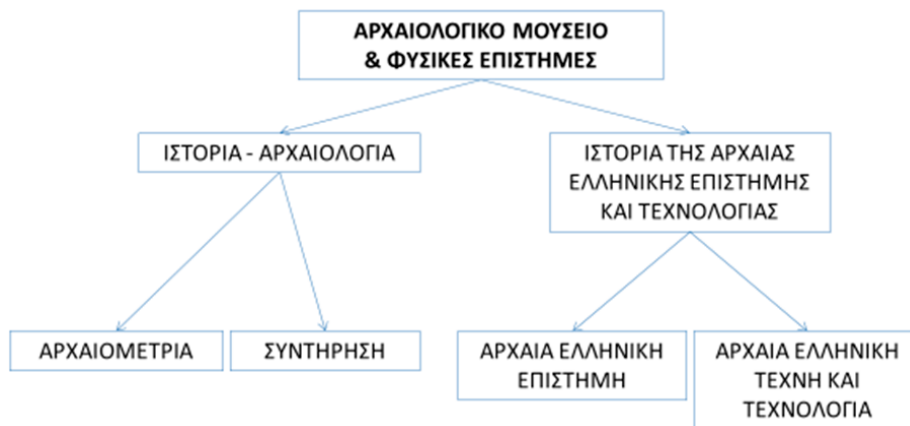 ΑΡΧΑΙΟΛΟΓΙΚΟ ΜΟΥΣΕΙΟ
& ΦΥΣΙΚΕΣ ΕΠΙΣΤΗΜΕΣ
ΙΣΤΟΡΙΑ - ΑΡΧΑΙΟΛΟΓΙΑ
ΙΣΤΟΡΙΑ ΤΗΣ ΑΡΧΑΙΑΣ
ΕΛΛΗΝΙΚΗΣ ΕΠΙΣΤΗΜΗΣ
ΚΑΙ ΤΕΧΝΟΛΟΓΙΑΣ
ΑΡΧΑΙΟΜΕΤΡΙΑ
ΣΥΝΤΗΡΗΣΗ
ΑΡΧΑΙΑ ΕΛΛΗΝΙΚΗ
ΕΠΙΣΤΗΜΗ
ΑΡΧΑΙΑ ΕΛΛΗΝΙΚΗ
ΤΕΧΝΗ ΚΑΙ
ΤΕΧΝΟΛΟΓΙΑ